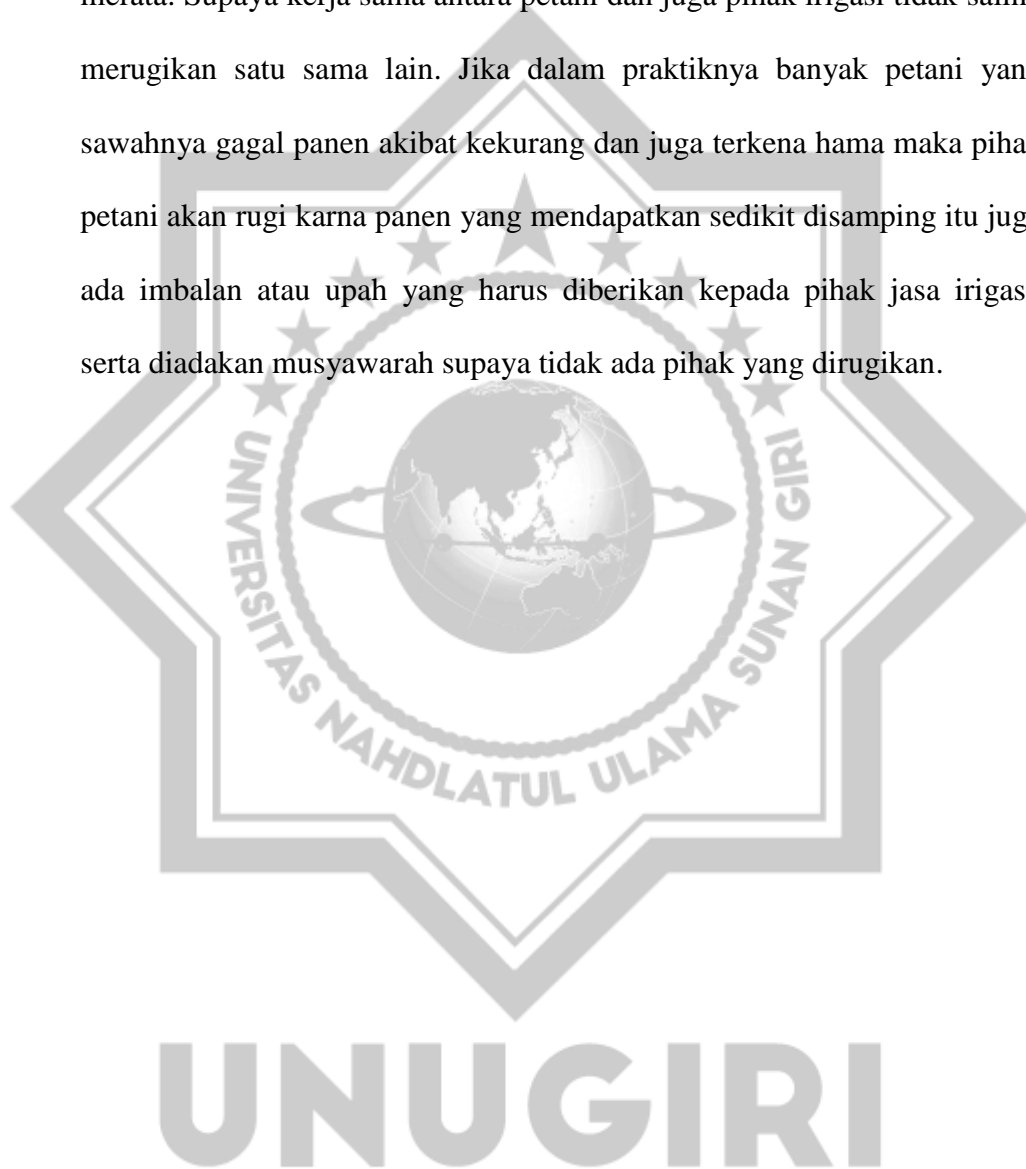 merata. Supaya kerja sama antara petani dan juga pihak irigasi tidak
merugikan satu sama lain. Jika dalam praktiknya banyak petani yan
sawahnya gagal panen akibat kekurang dan juga terkena hama maka piha
petani akan rugi karna panen yang mendapatkan sedikit disamping itu jug
ada imbalan atau upah yang harus diberikan kepada pihak jasa irigas
serta diadakan musyawarah supaya tidak ada pihak yang dirugikan.
UNIVERSITAS NAHDLATUL ULAMA SUNAN GIRI
UNUGIRI